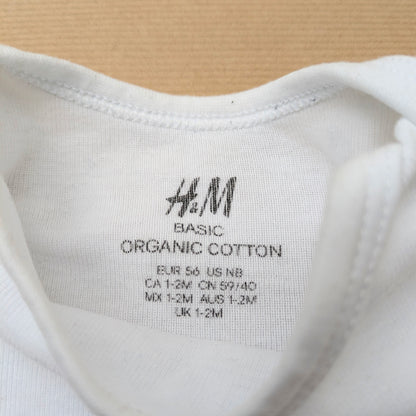 H&M
BASIC
ORGANIC COTTON
EUR 56 US NB
CA 1-2M CN 59/40
MX 1-2M AUS 1-2M
UK 1-2M